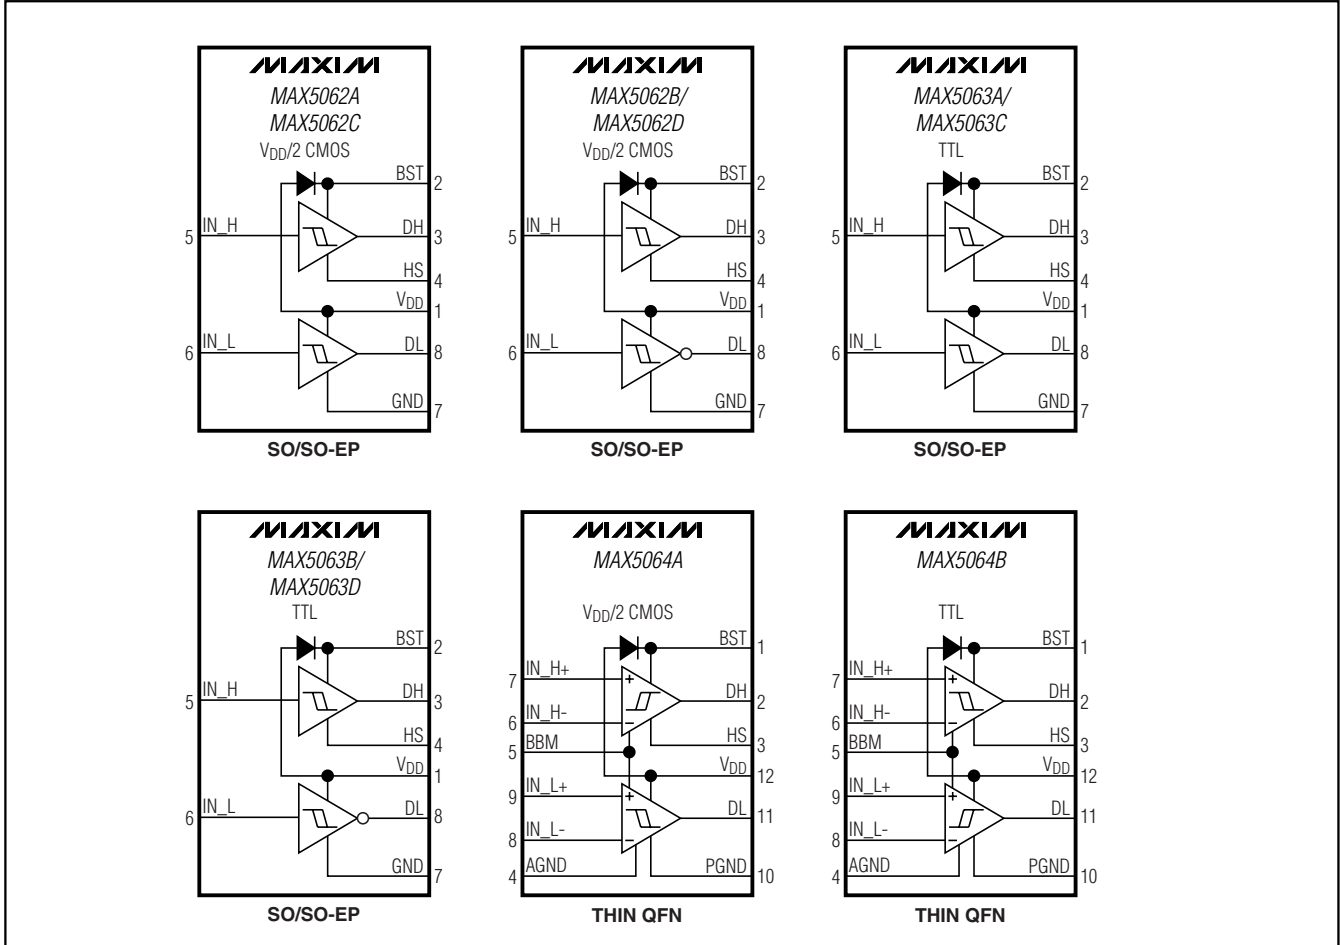 MAXIM
MAX5062A
MAX5062C
VDD/2 CMOS
BST 2
5 IN_H
DH 3
HS 4
VDD 1
6 IN_L
DL 8
GND 7
SO/SO-EP
MAXIM
MAX5062B/
MAX5062D
VDD/2 CMOS
BST 2
5 IN_H
DH 3
HS 4
VDD 1
6 IN_L
DL 8
GND 7
SO/SO-EP
MAXIM
MAX5063A/
MAX5063C
TTL
BST 2
5 IN_H
DH 3
HS 4
VDD 1
6 IN_L
DL 8
GND 7
SO/SO-EP
MAXIM
MAX5063B/
MAX5063D
TTL
BST 2
5 IN_H
DH 3
HS 4
VDD 1
6 IN_L
DL 8
GND 7
SO/SO-EP
MAXIM
MAX5064A
VDD/2 CMOS
BST 1
7 IN_H+
+
DH 2
6 IN_H-
−
HS 3
5 BBM
VDD 12
9 IN_L+
+
DL 11
8 IN_L-
−
4 AGND
PGND 10
THIN QFN
MAXIM
MAX5064B
TTL
BST 1
7 IN_H+
+
DH 2
6 IN_H-
−
HS 3
5 BBM
VDD 12
9 IN_L+
+
DL 11
8 IN_L-
−
4 AGND
PGND 10
THIN QFN